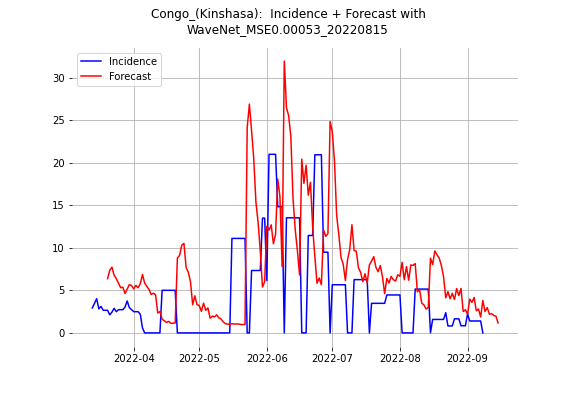 Congo_(Kinshasa):  Incidence + Forecast with
WaveNet_MSE0.00053_20220815
Incidence
Forecast
30
25
20
15
10
5
0
2022-04 2022-05 2022-06 2022-07 2022-08 2022-09